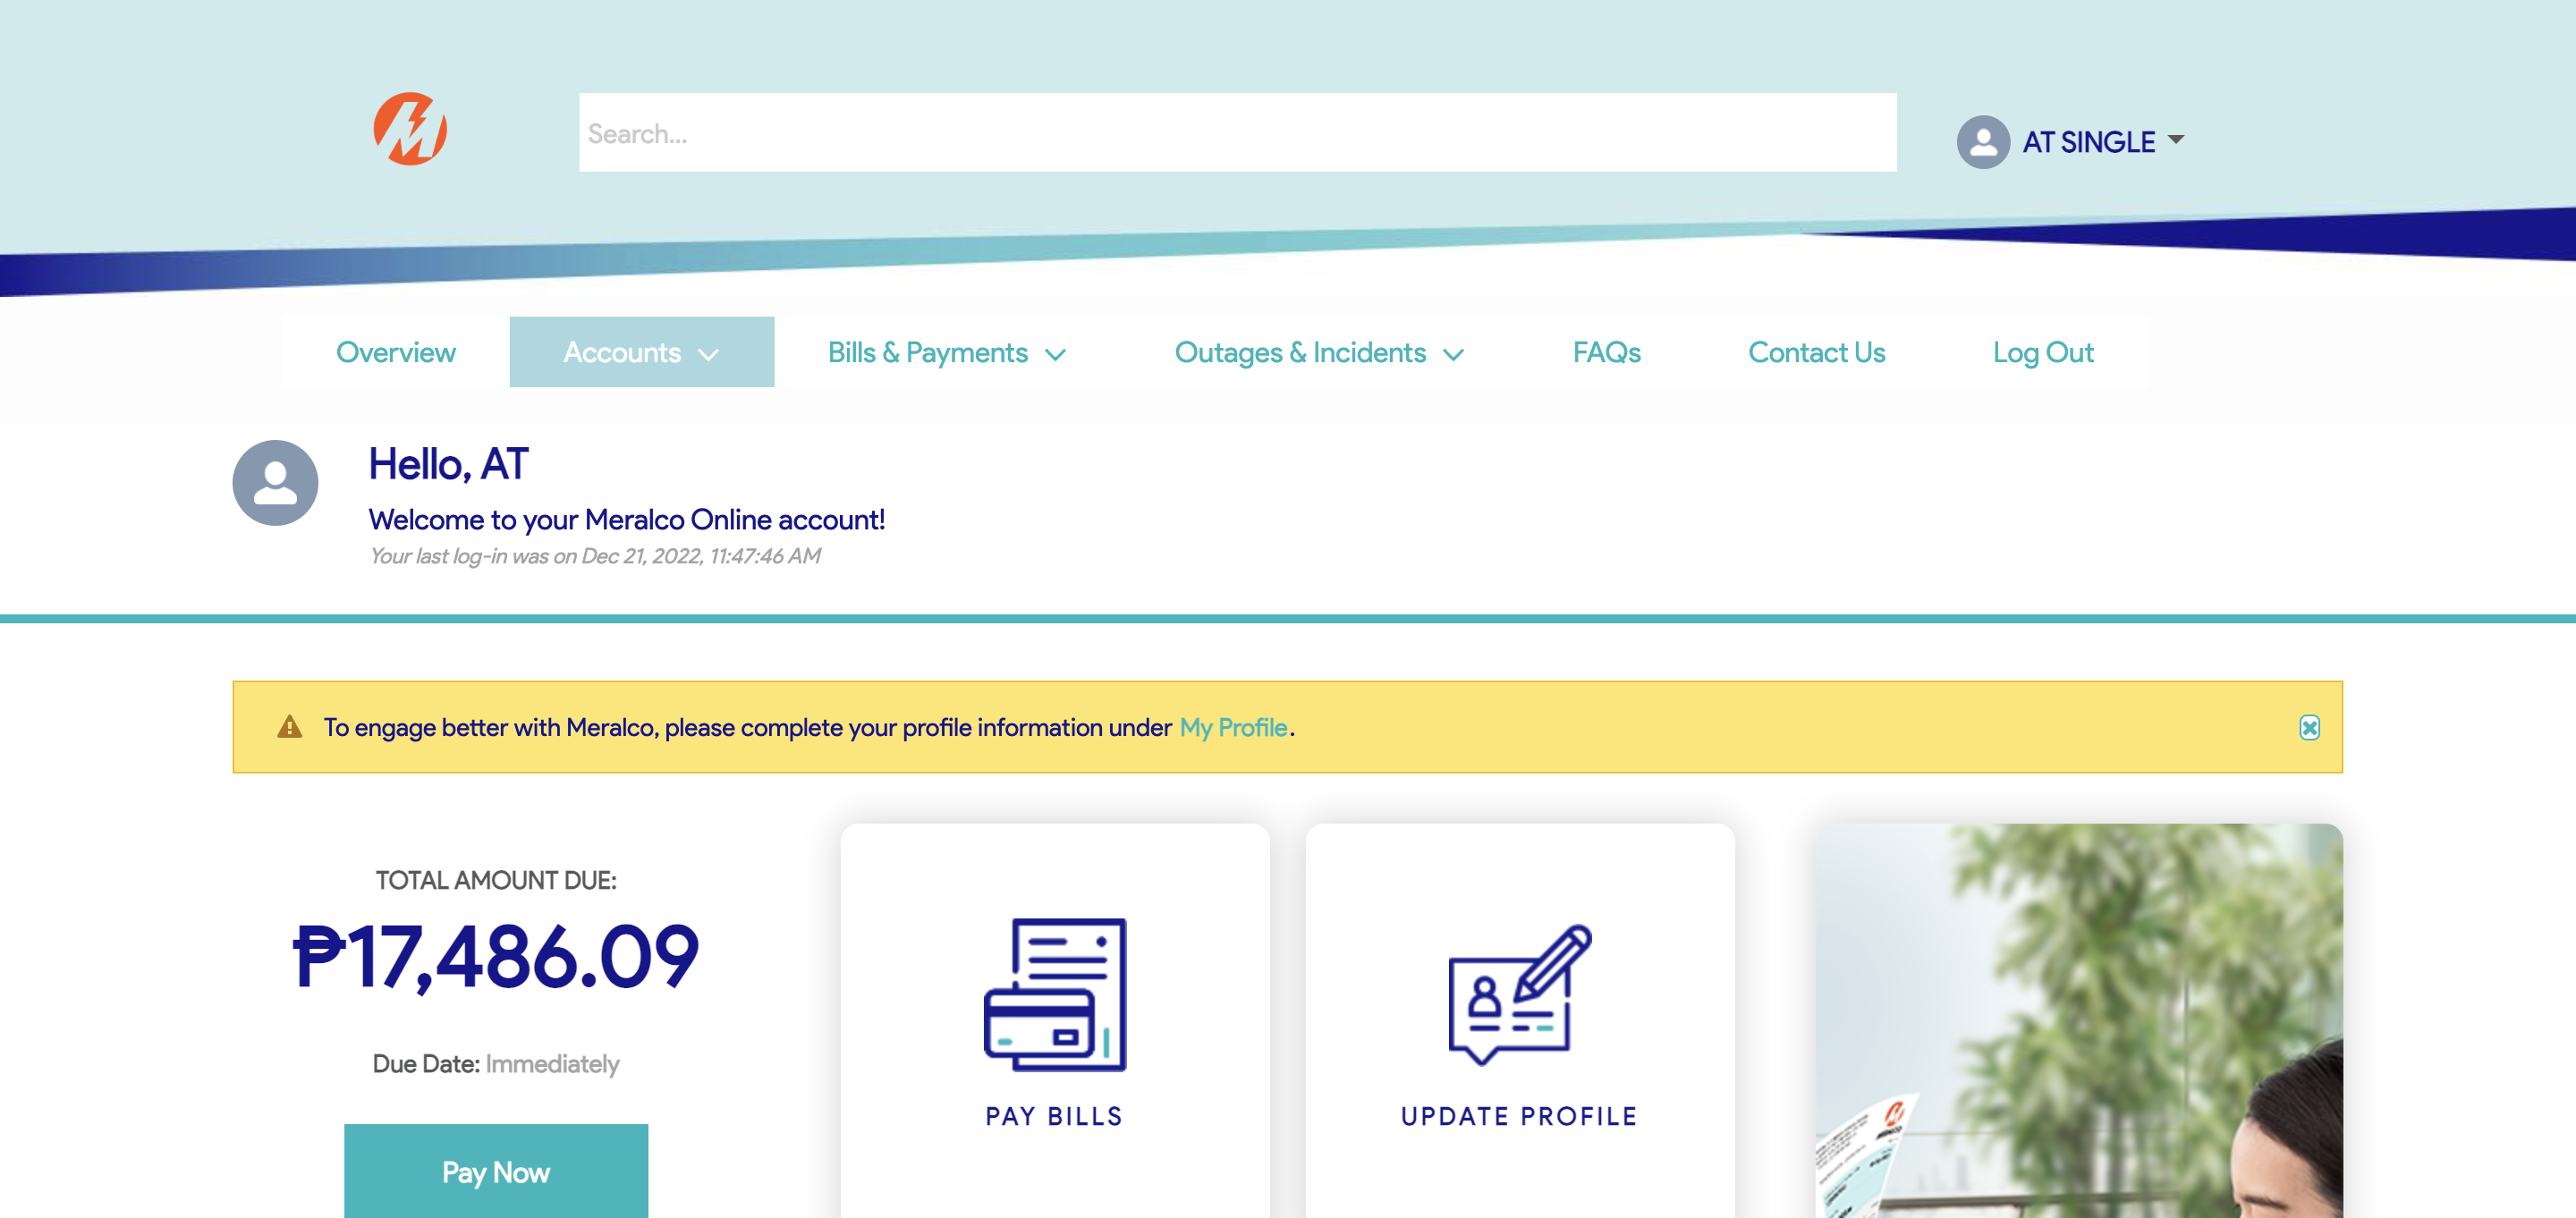 Search...
AT SINGLE
Overview
Accounts
Bills & Payments
Outages & Incidents
FAQs
Contact Us
Log Out
Hello, AT
Welcome to your Meralco Online account!
Your last log-in was on Dec 21, 2022, 11:47:46 AM
To engage better with Meralco, please complete your profile information under My Profile.
TOTAL AMOUNT DUE:
₱17,486.09
Due Date: Immediately
Pay Now
PAY BILLS
UPDATE PROFILE
MERALCO